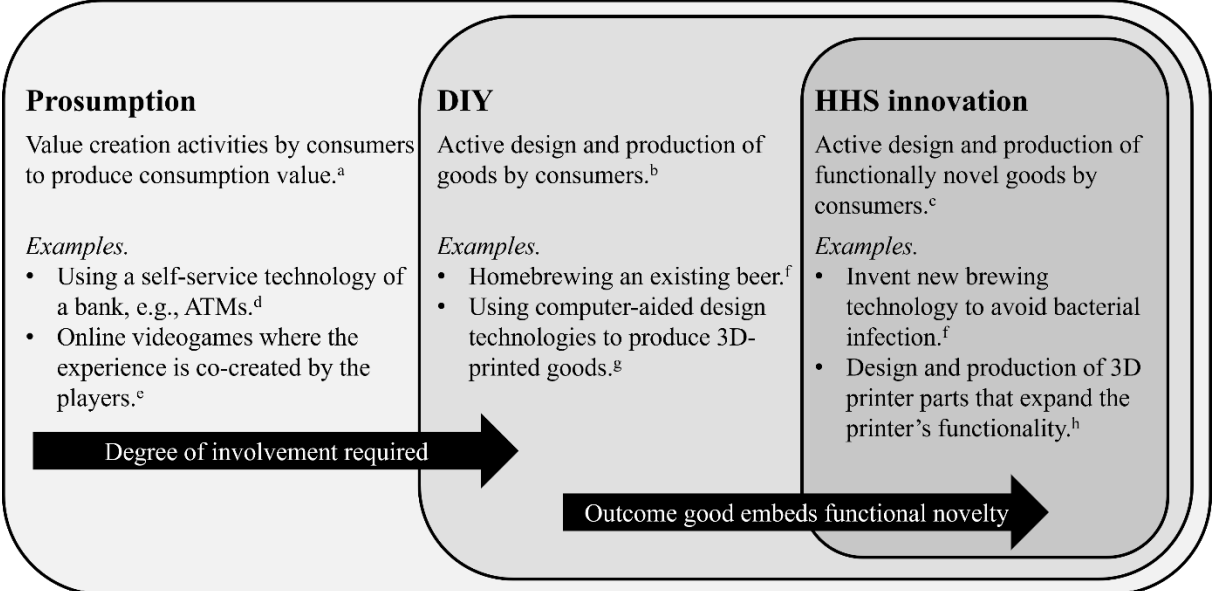 Prosumption
Value creation activities by consumers
to produce consumption value.ᵃ
Examples.
• Using a self-service technology of
a bank, e.g., ATMs.ᵈ
• Online videogames where the
experience is co-created by the
players.ᵉ
Degree of involvement required
DIY
Active design and production of
goods by consumers.ᵇ
Examples.
• Homebrewing an existing beer.ᶠ
• Using computer-aided design
technologies to produce 3D-
printed goods.ᵍ
HHS innovation
Active design and production of
functionally novel goods by
consumers.ᶜ
Examples.
• Invent new brewing
technology to avoid bacterial
infection.ᶠ
• Design and production of 3D
printer parts that expand the
printer’s functionality.ʰ
Outcome good embeds functional novelty